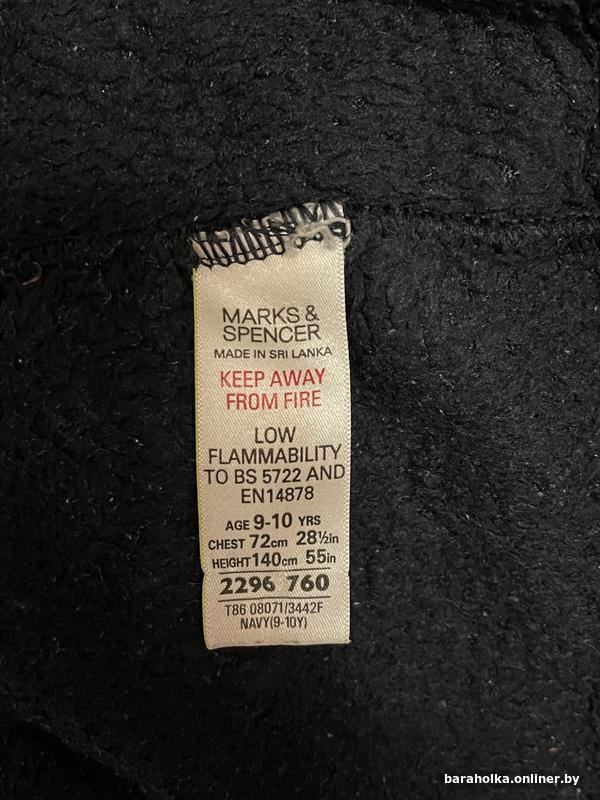 MARKS &
SPENCER
MADE IN SRI LANKA
KEEP AWAY
FROM FIRE
LOW
FLAMMABILITY
TO BS 5722 AND
EN14878
AGE 9-10 YRS
CHEST 72cm 28½in
HEIGHT 140cm 55in
2296 760
T86 08071/3442F
NAVY(9-10Y)
baraholka.onliner.by